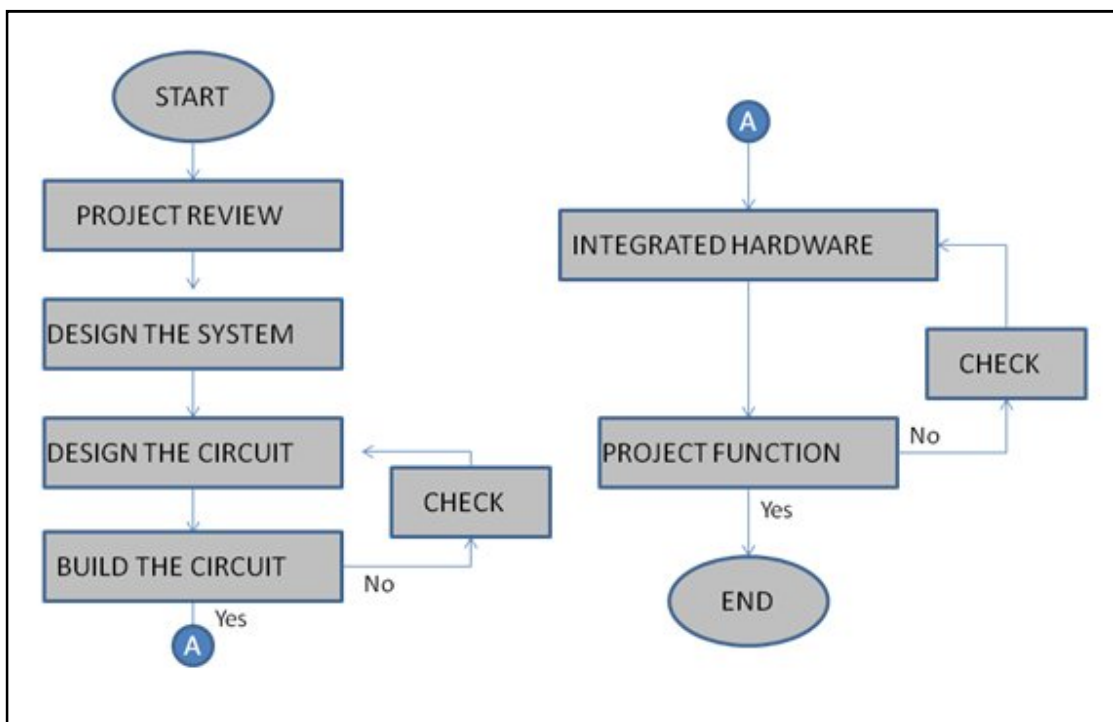 START
PROJECT REVIEW
DESIGN THE SYSTEM
DESIGN THE CIRCUIT
CHECK
BUILD THE CIRCUIT
No
Yes
A
A
INTEGRATED HARDWARE
CHECK
PROJECT FUNCTION
No
Yes
END